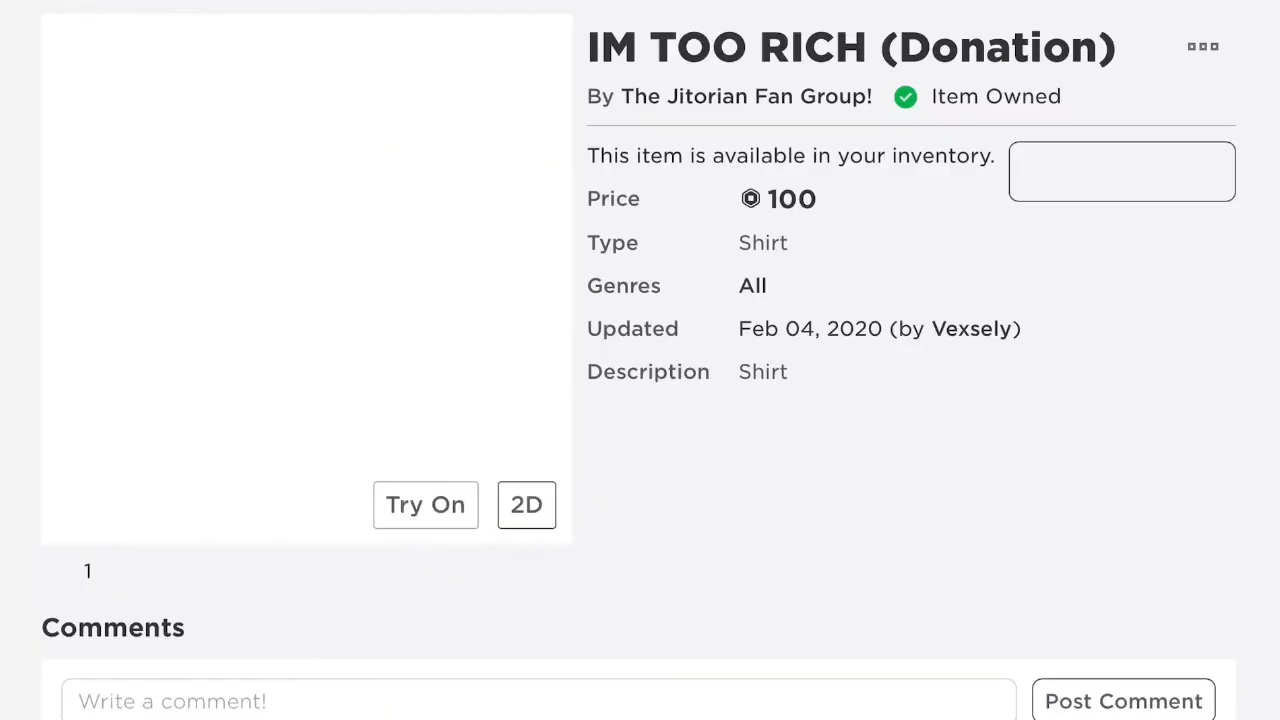 IM TOO RICH (Donation)
By The Jitorian Fan Group! Item Owned
This item is available in your inventory.
Price 100
Type Shirt
Genres All
Updated Feb 04, 2020 (by Vexsely)
Description Shirt
Try On 2D
1
Comments
Write a comment! Post Comment